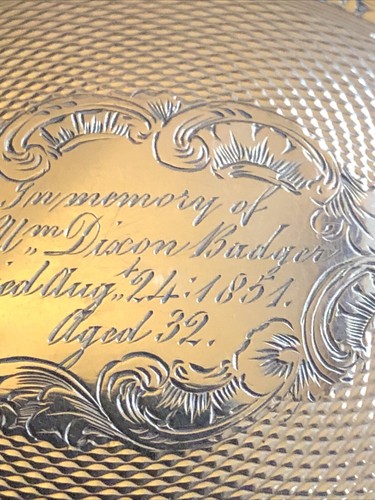 In memory of
Wm Dixon Badger
ied Augt 24: 1851.
Aged 32.